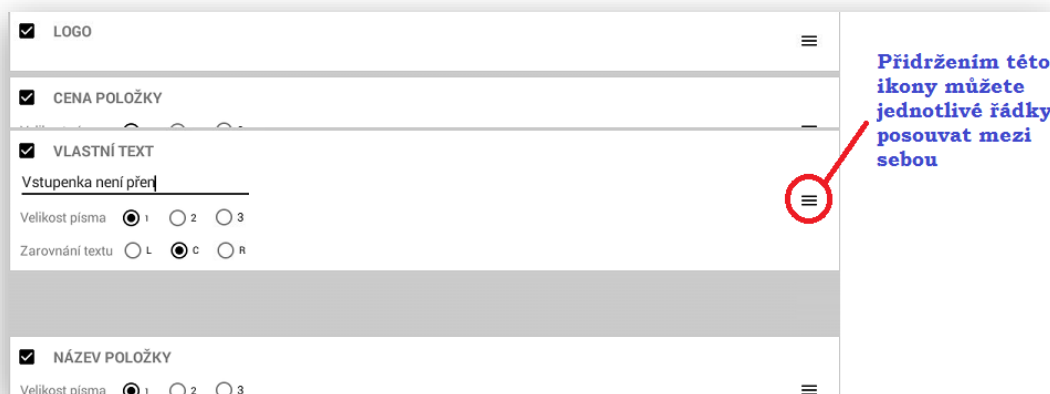 LOGO
CENA POLOŽKY
VLASTNÍ TEXT
Vstupenka není přen
Velikost písma 1 2 3
Zarovnání textu L C R
NÁZEV POLOŽKY
Velikost písma 1 2 3
Přidržením této
ikony můžete
jednotlivé řádky
posouvat mezi
sebou